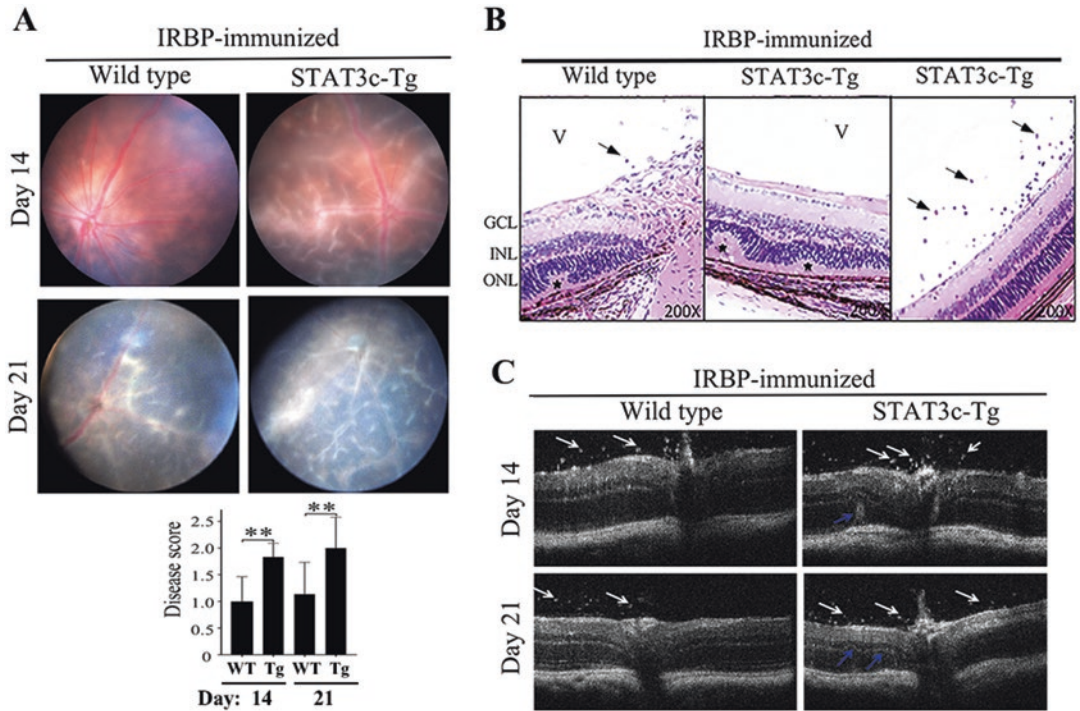 A
IRBP-immunized
Wild type STAT3c-Tg
Day 14
Day 21
Disease score
2.5
2.0
1.5
1.0
1.0
0
** **
WT Tg WT Tg
Day: 14 21
B
IRBP-immunized
Wild type STAT3c-Tg STAT3c-Tg
V V
GCL
INL
ONL
* * *
200X 200X 200X
C
IRBP-immunized
Wild type STAT3c-Tg
Day 14
Day 21